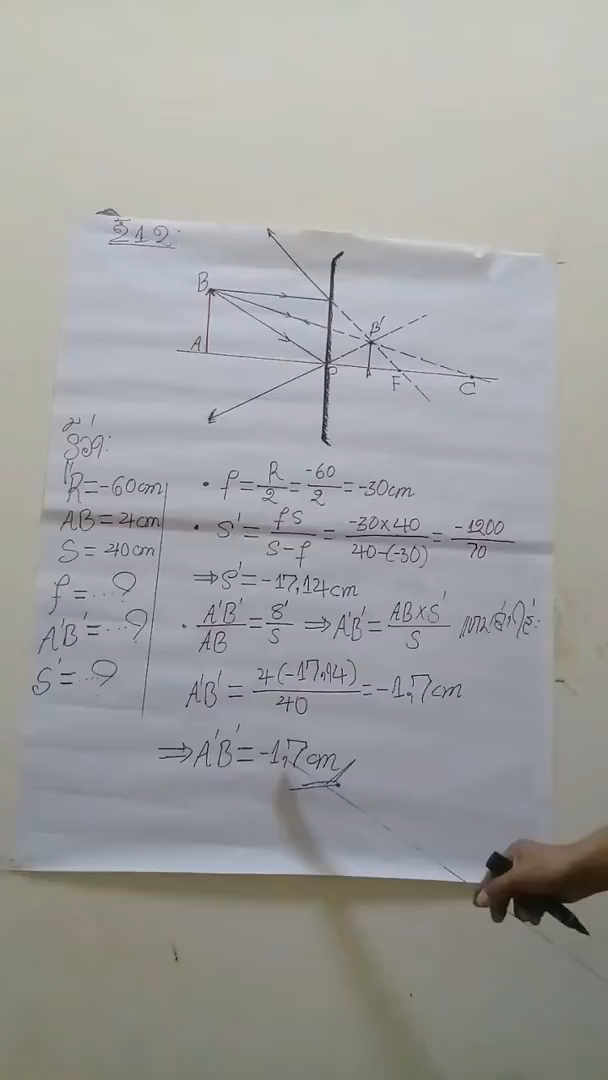 212
B
A
B'
F
C
R = -60cm
AB = 4cm
S = 40cm
f = ...?
A'B' = ...?
S' = ...?
• f = R/2 = -60/2 = -30cm
• S' = fS/S-f = -30×40/40-(-30) = -1200/70
⇒ S' = -17,14cm
• A'B'/AB = S'/S ⇒ A'B' = AB×S'/S
A'B' = 4(-17,14)/40 = -1,7cm
⇒ A'B' = -1,7cm